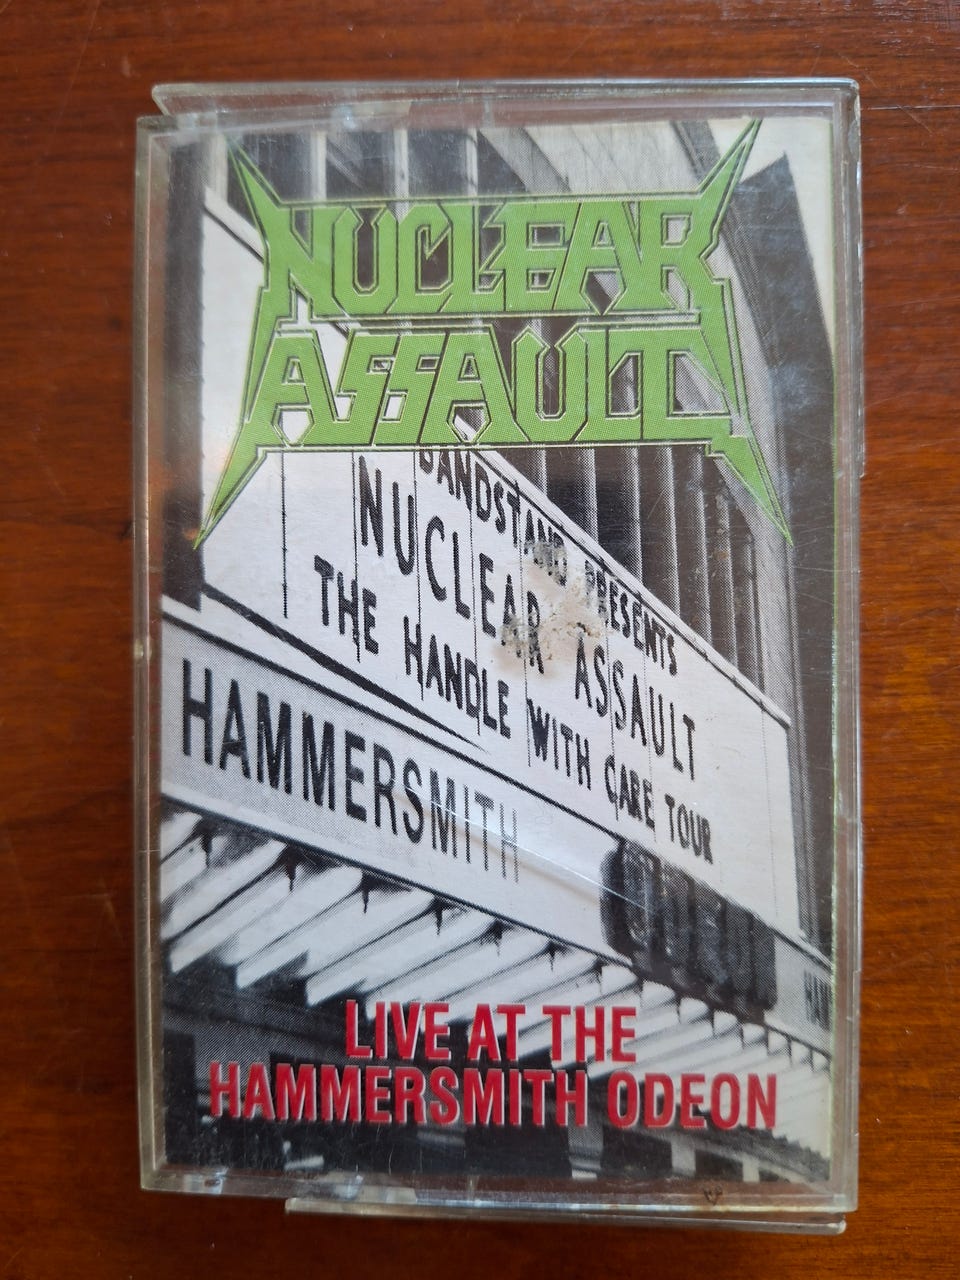 NUCLEAR
ASSAULT
BANDSTAND PRESENTS
NUCLEAR ASSAULT
THE HANDLE WITH CARE TOUR
HAMMERSMITH
LIVE AT THE
HAMMERSMITH ODEON